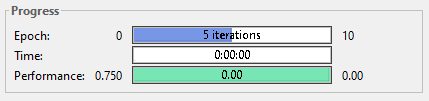 Progress
Epoch: 0 5 iterations 10
Time: 0:00:00
Performance: 0.750 0.00 0.00